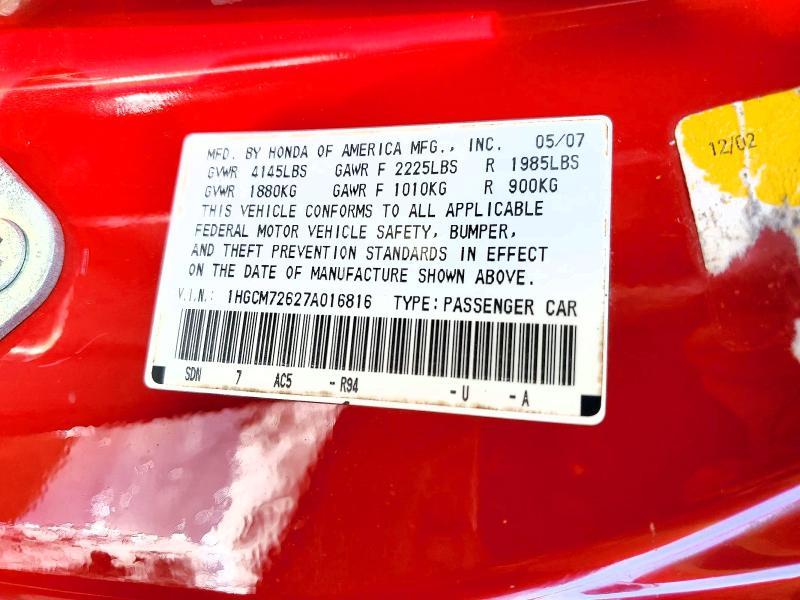 MFD. BY HONDA OF AMERICA MFG., INC. 05/07
GVWR 4145LBS GAWR F 2225LBS R 1985LBS
GVWR 1880KG GAWR F 1010KG R 900KG
THIS VEHICLE CONFORMS TO ALL APPLICABLE
FEDERAL MOTOR VEHICLE SAFETY, BUMPER,
AND THEFT PREVENTION STANDARDS IN EFFECT
ON THE DATE OF MANUFACTURE SHOWN ABOVE.
V.I.N.: 1HGCM72627A016816 TYPE: PASSENGER CAR
SDN 7 AC5 - R94 - U - A
12/02